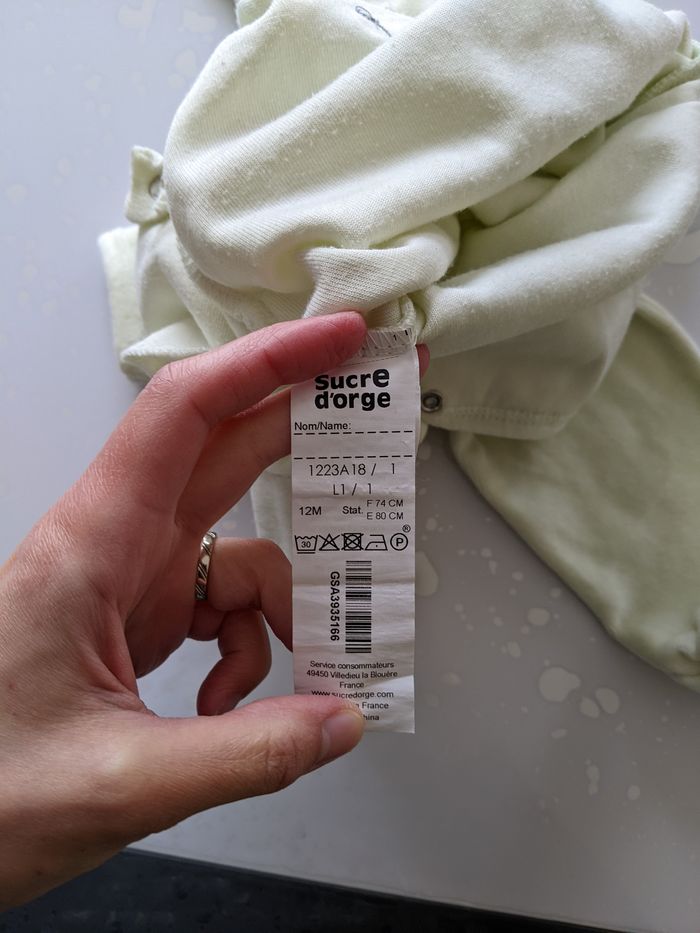 sucre
d'orge
Nom/Name:
1223A18 / 1
L1 / 1
12M Stat. F 74 CM
E 80 CM
30 P ®
GSA3935166
Service consommateurs
49450 Villedieu la Blouère
France
www.sucredorge.com
France